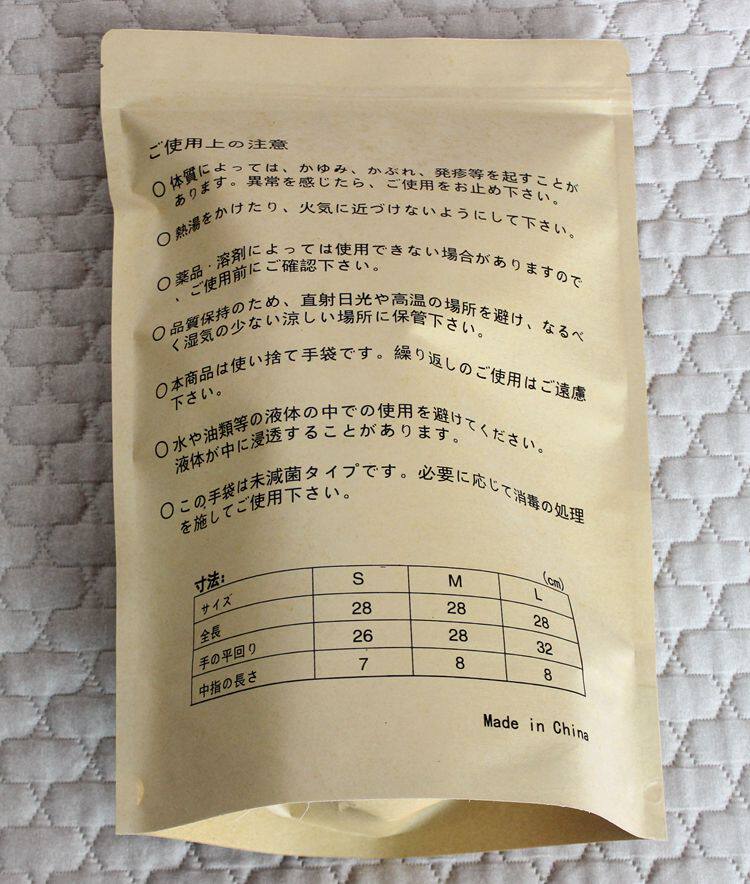 ご使用上の注意
○体質によっては、かゆみ、かぶれ、発疹等を起すことが
あります。異常を感じたら、ご使用をお止め下さい。
○熱湯をかけたり、火気に近づけないようにして下さい。
○薬品・溶剤によっては使用できない場合がありますので
、ご使用前にご確認下さい。
○品質保持のため、直射日光や高温の場所を避け、なるべ
く湿気の少ない涼しい場所に保管下さい。
○本商品は使い捨て手袋です。繰り返しのご使用はご遠慮
下さい。
○水や油類等の液体の中での使用を避けてください。
液体が中に浸透することがあります。
○この手袋は未減菌タイプです。必要に応じて消毒の処理
を施してご使用下さい。
寸法: (cm)
サイズ S M L
全長 28 28 28
手の平回り 26 28 32
中指の長さ 7 8 8
Made in China